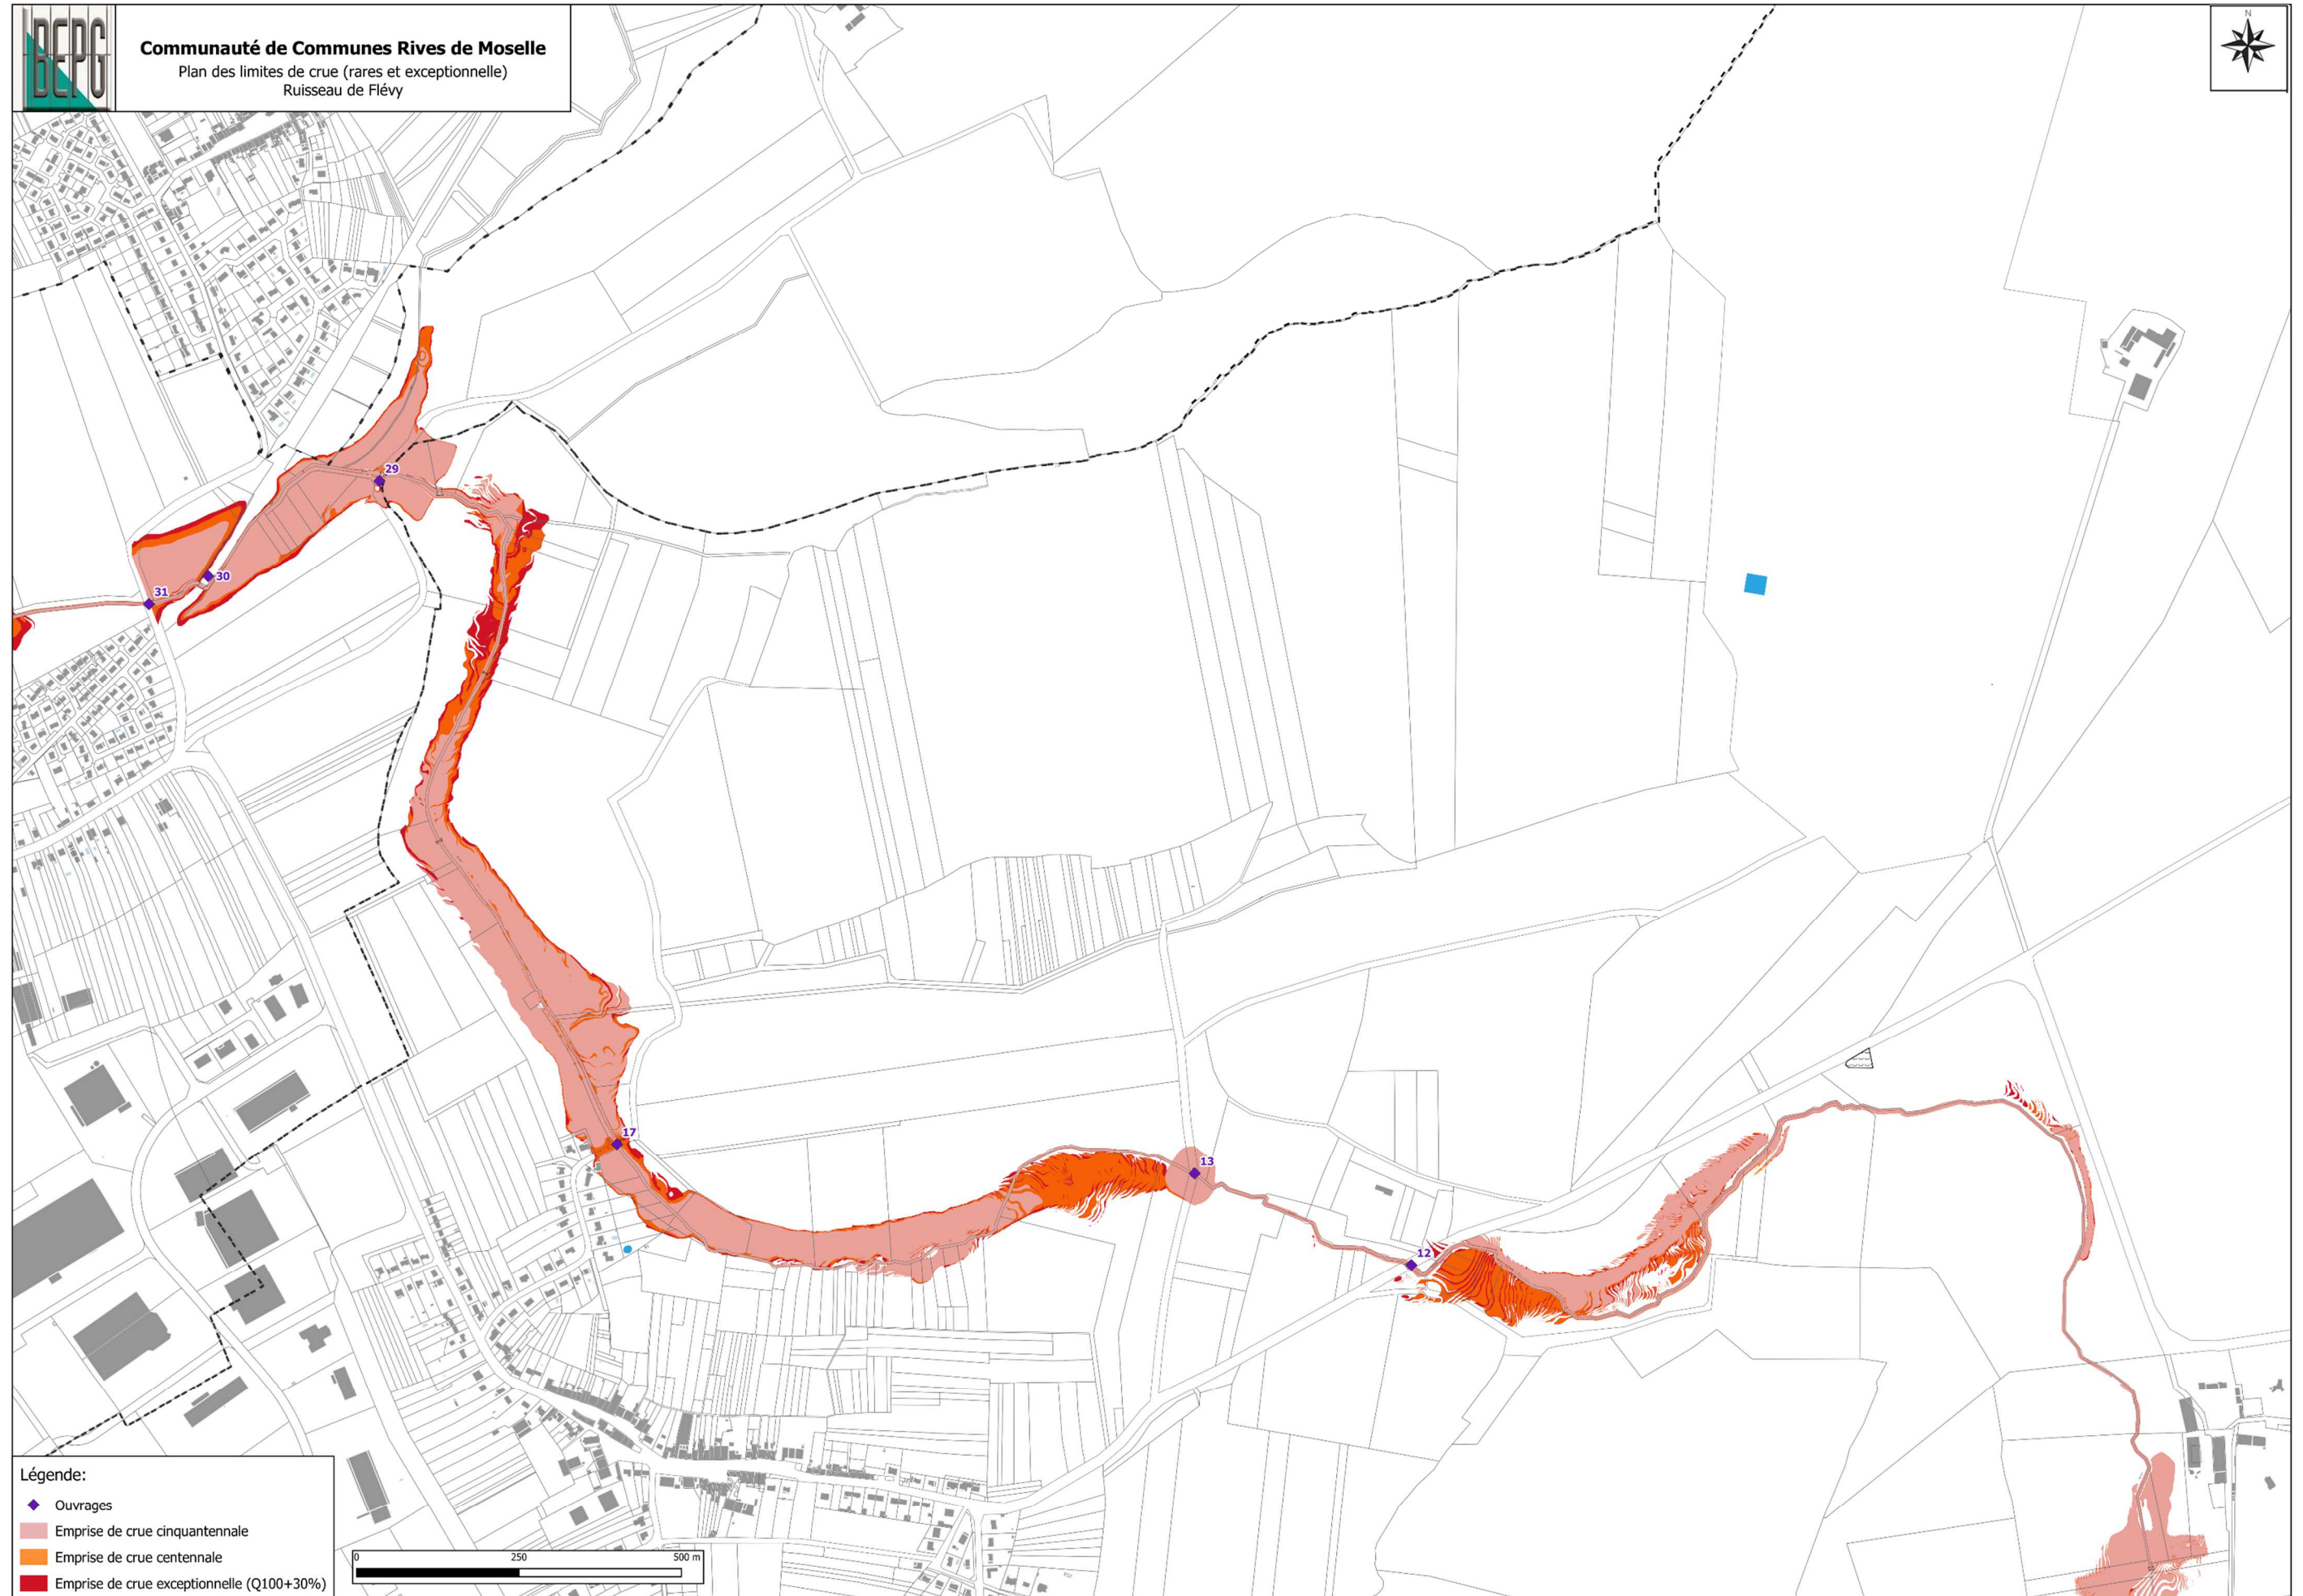 BEPG
Communauté de Communes Rives de Moselle
Plan des limites de crue (rares et exceptionnelle)
Ruisseau de Flévy
N
29
30
31
17
13
12
Légende:
Ouvrages
Emprise de crue cinquantennale
Emprise de crue centennale
Emprise de crue exceptionnelle (Q100+30%)
0 250 500 m